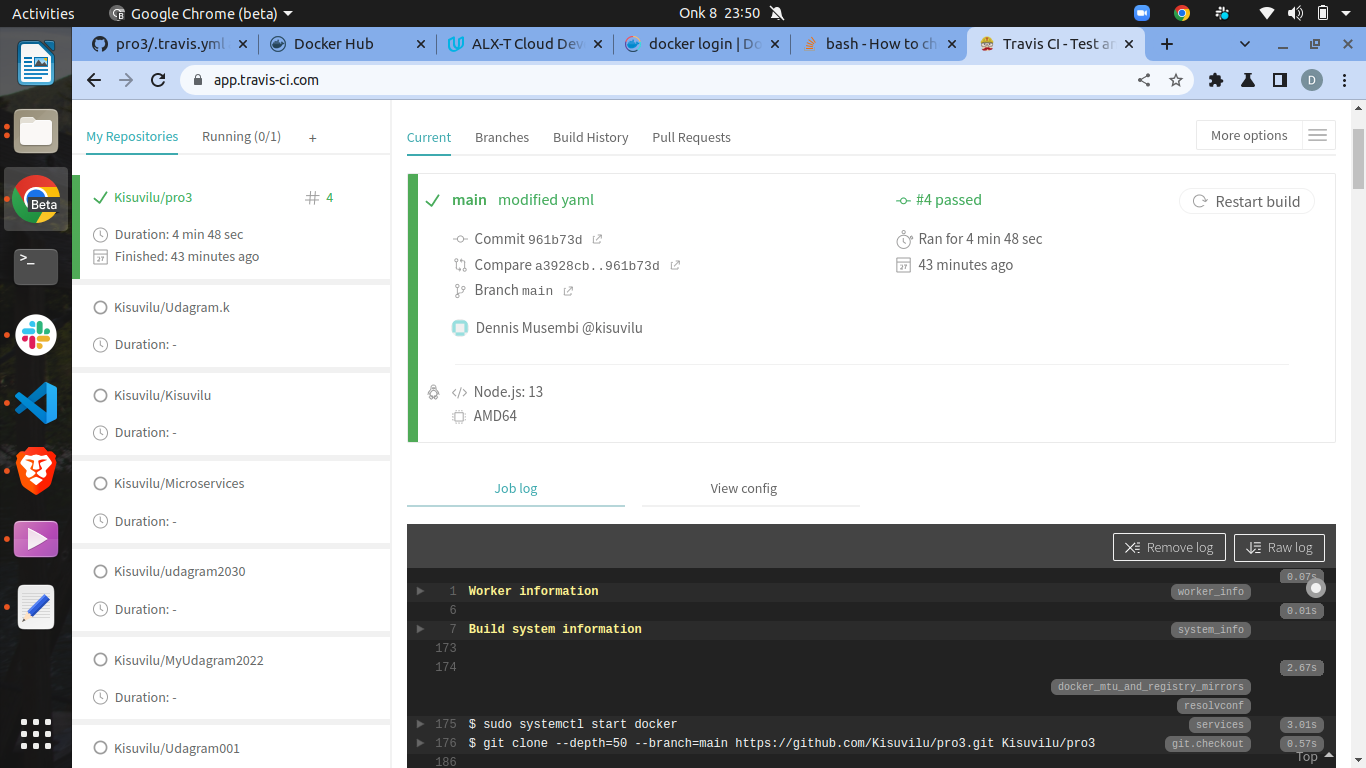 Activities
Google Chrome (beta)
Onk 8 23:50
pro3/.travis.yml
Docker Hub
ALX-T Cloud Dev
docker login | Do
bash - How to ch
Travis CI - Test an
app.travis-ci.com
D
My Repositories
Running (0/1)
+
Current
Branches
Build History
Pull Requests
More options
Kisuvilu/pro3
# 4
Duration: 4 min 48 sec
Finished: 43 minutes ago
Kisuvilu/Udagram.k
Duration: -
Kisuvilu/Kisuvilu
Duration: -
Kisuvilu/Microservices
Duration: -
Kisuvilu/udagram2030
Duration: -
Kisuvilu/MyUdagram2022
Duration: -
Kisuvilu/Udagram001
main modified yaml
#4 passed
Restart build
Commit 961b73d
Ran for 4 min 48 sec
Compare a3928cb..961b73d
43 minutes ago
Branch main
Dennis Musembi @kisuvilu
Node.js: 13
AMD64
Job log
View config
Remove log
Raw log
0.07s
1 Worker information worker_info
6 0.01s
7 Build system information system_info
173
174 2.67s
docker_mtu_and_registry_mirrors
resolvconf
175 $ sudo systemctl start docker services 3.01s
176 $ git clone --depth=50 --branch=main https://github.com/Kisuvilu/pro3.git Kisuvilu/pro3 git.checkout 0.57s
186
Top
Beta